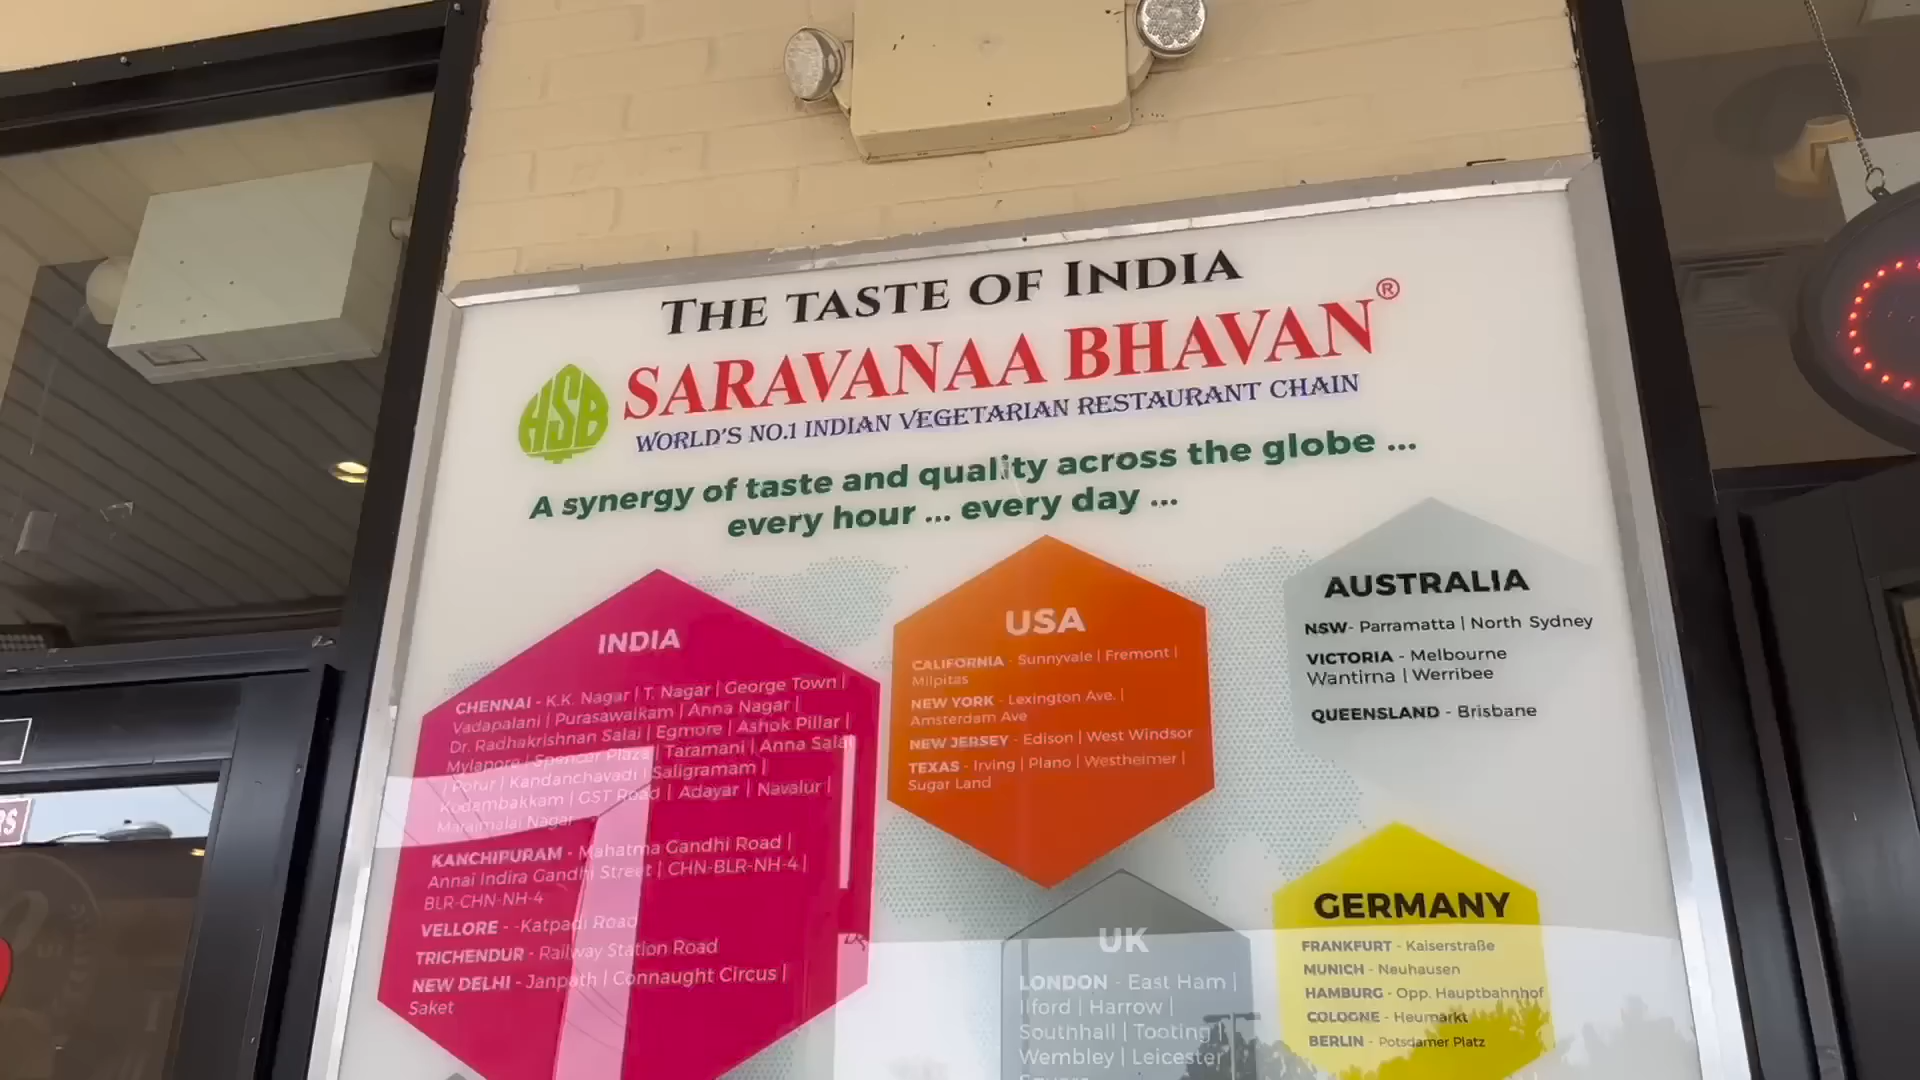 THE TASTE OF INDIA
HSB
SARAVANAA BHAVAN®
WORLD'S NO.1 INDIAN VEGETARIAN RESTAURANT CHAIN
A synergy of taste and quality across the globe ...
every hour ... every day ...
INDIA
CHENNAI - K.K. Nagar | T. Nagar | George Town |
Vadapalani | Purasawalkam | Anna Nagar |
Dr. Radhakrishnan Salai | Egmore | Ashok Pillar |
Mylapore | Spencer Plaza | Taramani | Anna Salai
| Porur | Kandanchavadi | Saligramam |
Kodambakkam | GST Road | Adayar | Navalur |
Maraimalai Nagar
KANCHIPURAM - Mahatma Gandhi Road |
Annai Indira Gandhi Street | CHN-BLR-NH-4 |
BLR-CHN-NH-4
VELLORE - -Katpadi Road
TRICHENDUR - Railway Station Road
NEW DELHI - Janpath | Connaught Circus |
Saket
USA
CALIFORNIA - Sunnyvale | Fremont |
Milpitas
NEW YORK - Lexington Ave. |
Amsterdam Ave
NEW JERSEY - Edison | West Windsor
TEXAS - Irving | Plano | Westheimer |
Sugar Land
AUSTRALIA
NSW- Parramatta | North Sydney
VICTORIA - Melbourne
Wantirna | Werribee
QUEENSLAND - Brisbane
UK
LONDON - East Ham |
Ilford | Harrow |
Southhall | Tooting |
Wembley | Leicester
GERMANY
FRANKFURT - Kaiserstraße
MUNICH - Neuhausen
HAMBURG - Opp. Hauptbahnhof
COLOGNE - Heumarkt
BERLIN - Potsdamer Platz
RS